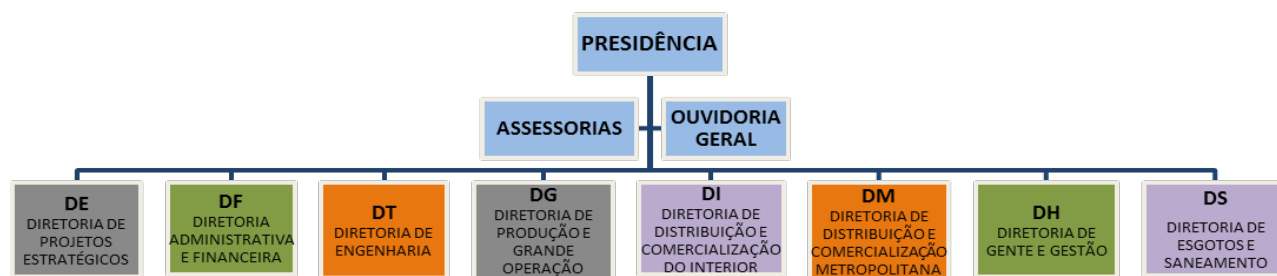 PRESIDÊNCIA
ASSESSORIAS
OUVIDORIA
GERAL
DE
DIRETORIA DE
PROJETOS
ESTRATÉGICOS
DF
DIRETORIA
ADMINISTRATIVA
E FINANCEIRA
DT
DIRETORIA DE
ENGENHARIA
DG
DIRETORIA DE
PRODUÇÃO E
GRANDE
OPERAÇÃO
DI
DIRETORIA DE
DISTRIBUIÇÃO E
COMERCIALIZAÇÃO
DO INTERIOR
DM
DIRETORIA DE
DISTRIBUIÇÃO E
COMERCIALIZAÇÃO
METROPOLITANA
DH
DIRETORIA DE
GENTE E GESTÃO
DS
DIRETORIA DE
ESGOTOS E
SANEAMENTO